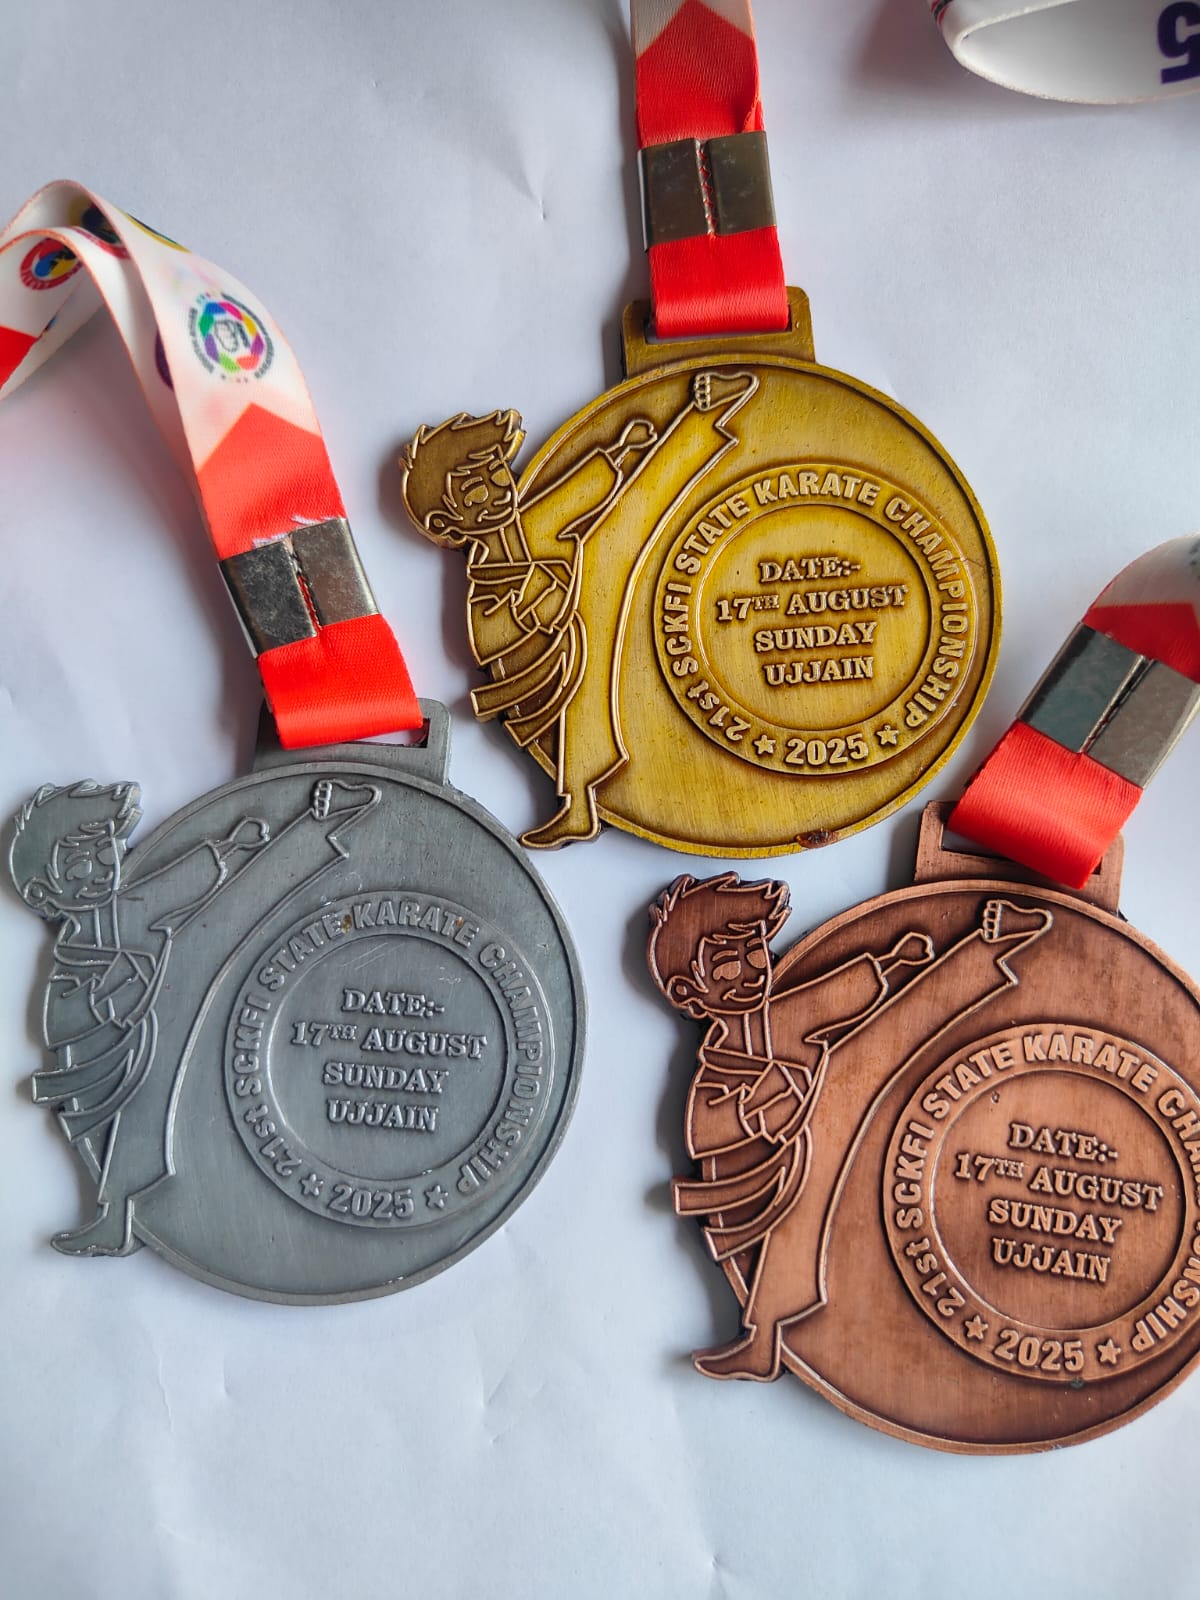 5
21st SCKFI STATE KARATE CHAMPIONSHIP
DATE:-
17TH AUGUST
SUNDAY
UJJAIN
★ 2025 ★
21st SCKFI STATE KARATE CHAMPIONSHIP
DATE:-
17TH AUGUST
SUNDAY
UJJAIN
★ 2025 ★
21st SCKFI STATE KARATE CHAMPIONSHIP
DATE:-
17TH AUGUST
SUNDAY
UJJAIN
★ 2025 ★